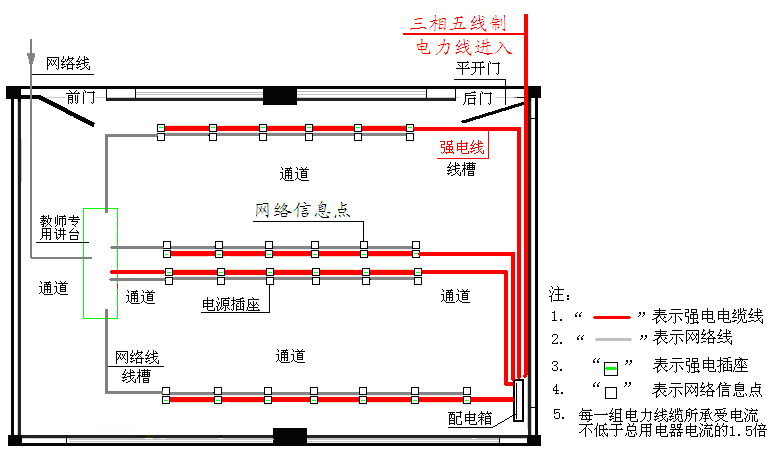 三相五线制
电力线进入
网络线
平开门
前门
后门
强电线
线槽
通道
网络信息点
教师专
用讲台
通道
通道
电源插座
通道
网络线
线槽
通道
配电箱
注:
1. “ ” 表示强电电缆线
2. “ ” 表示网络线
3. “ ” 表示强电插座
4. “ ” 表示网络信息点
5. 每一组电力线缆所承受电流
不低于总用电器电流的1.5倍